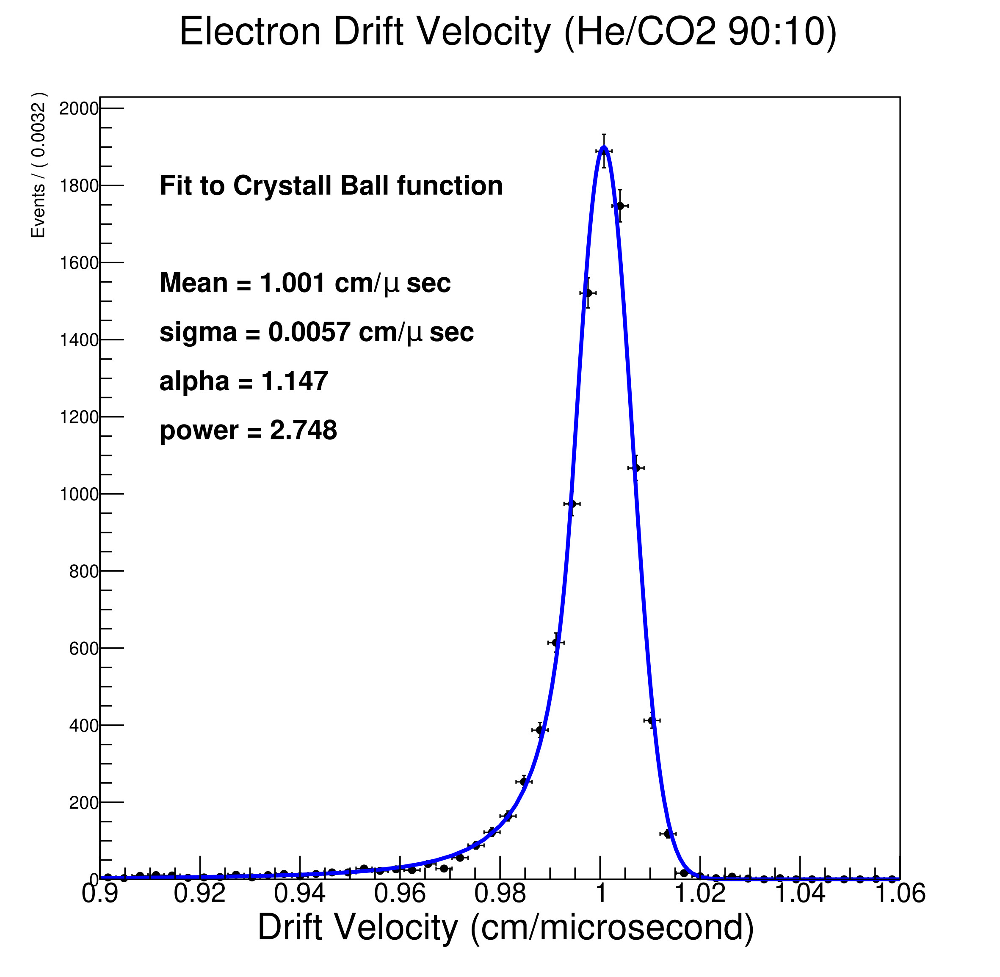 Electron Drift Velocity (He/CO2 90:10)
Events / ( 0.0032 )
2000
1800
1600
1400
1200
1000
800
600
400
200
0
Fit to Crystall Ball function
Mean = 1.001 cm/μ sec
sigma = 0.0057 cm/μ sec
alpha = 1.147
power = 2.748
0.9 0.92 0.94 0.96 0.98 1 1.02 1.04 1.06
Drift Velocity (cm/microsecond)